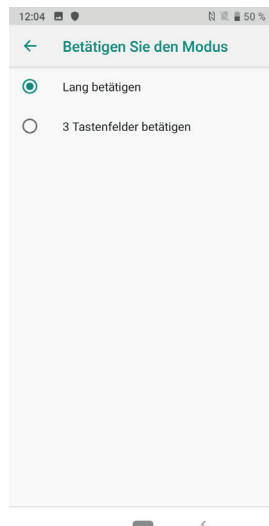 12:04 50 %
Betätigen Sie den Modus
Lang betätigen
3 Tastenfelder betätigen